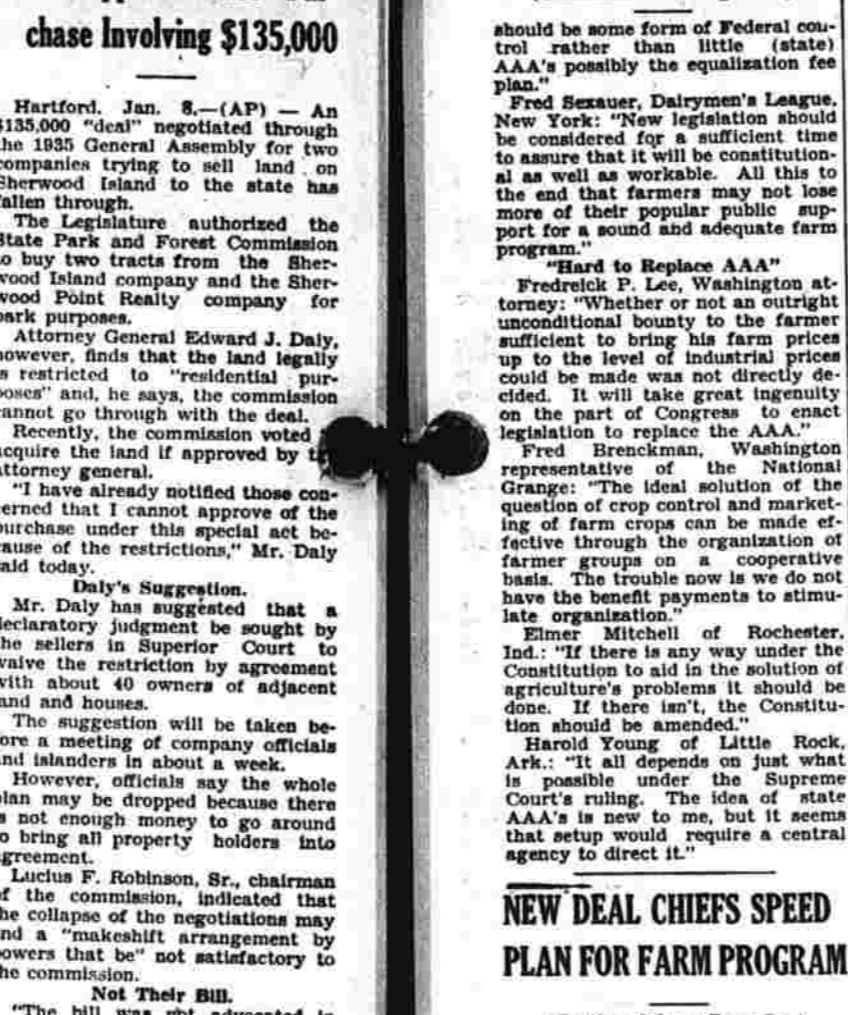 chase Involving $135,000
Hartford, Jan. 8.—(AP) — An
$135,000 "deal" negotiated through
the 1935 General Assembly for two
companies trying to sell land on
Sherwood Island to the state has
fallen through.
The Legislature authorized the
State Park and Forest Commission
to buy two tracts from the Sher-
wood Island company and the Sher-
wood Point Realty company for
park purposes.
Attorney General Edward J. Daly,
however, finds that the land legally
is restricted to "residential pur-
poses" and, he says, the commission
cannot go through with the deal.
Recently, the commission voted
acquire the land if approved by
attorney general.
"I have already notified those con-
cerned that I cannot approve of the
purchase under this special act be-
cause of the restrictions," Mr. Daly
said today.
Daly's Suggestion.
Mr. Daly has suggested that a
declaratory judgment be sought by
the sellers in Superior Court to
waive the restriction by agreement
with about 40 owners of adjacent
land and houses.
The suggestion will be taken be-
fore a meeting of company officials
and islanders in about a week.
However, officials say the whole
plan may be dropped because there
is not enough money to go around
to bring all property holders into
agreement.
Lucius F. Robinson, Sr., chairman
of the commission, indicated that
the collapse of the negotiations may
end a "makeshift arrangement by
powers that be" not satisfactory to
the commission.
Not Their Bill.
"The bill was not advocated in
should be some form of Federal con-
trol rather than little (state)
AAA's possibly the equalization fee
plan."
Fred Sexauer, Dairymen's League,
New York: "New legislation should
be considered for a sufficient time
to assure that it will be constitution-
al as well as workable. All this to
the end that farmers may not lose
more of their popular public sup-
port for a sound and adequate farm
program."
"Hard to Replace AAA"
Fredreick P. Lee, Washington at-
torney: "Whether or not an outright
unconditional bounty to the farmer
sufficient to bring his farm prices
up to the level of industrial prices
could be made was not directly de-
cided. It will take great ingenuity
on the part of Congress to enact
legislation to replace the AAA."
Fred Brenckman, Washington
representative of the National
Grange: "The ideal solution of the
question of crop control and market-
ing of farm crops can be made ef-
fective through the organization of
farmer groups on a cooperative
basis. The trouble now is we do not
have the benefit payments to stimu-
late organization."
Elmer Mitchell of Rochester,
Ind.: "If there is any way under the
Constitution to aid in the solution of
agriculture's problems it should be
done. If there isn't, the Constitu-
tion should be amended."
Harold Young of Little Rock,
Ark.: "It all depends on just what
is possible under the Supreme
Court's ruling. The idea of state
AAA's is new to me, but it seems
that setup would require a central
agency to direct it."
NEW DEAL CHIEFS SPEED
PLAN FOR FARM PROGRAM